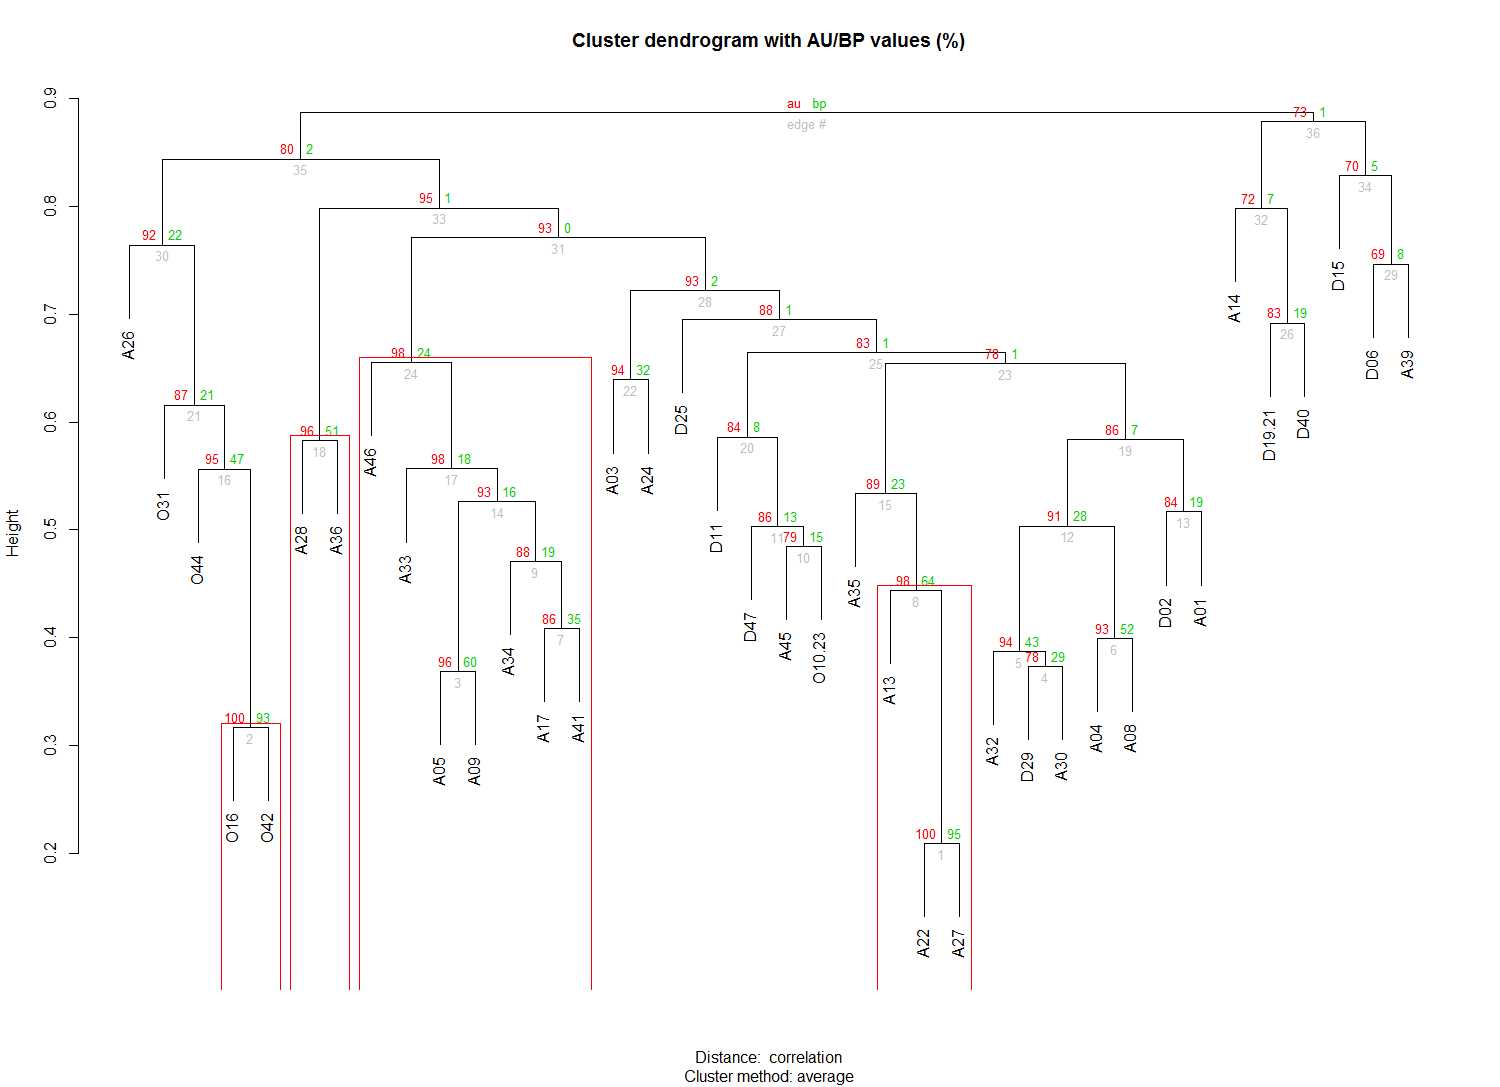 Cluster dendrogram with AU/BP values (%)
0.9
0.8
0.7
0.6
0.5
0.4
0.3
0.2
Height
au bp
edge #
73 1
36
80 2
35
70 5
34
95 1
33
72 7
32
93 0
31
92 22
30
69 8
29
93 2
28
88 1
27
83 19
26
83 1
25
98 24
24
78 1
23
94 32
22
87 21
21
84 8
20
86 7
19
96 51
18
98 18
17
95 47
16
89 23
15
93 16
14
84 19
13
91 28
12
86 13
11
79 15
10
88 19
9
98 64
8
86 35
7
93 52
6
94 43
5
78 29
4
96 60
3
100 93
2
100 95
1
A26
O31
O44
O16
O42
A28
A36
A46
A33
A05
A09
A34
A17
A41
A03
A24
D25
D11
D47
A45
O10.23
A35
A13
A22
A27
A32
D29
A30
A04
A08
D02
A01
A14
D19.21
D40
D15
D06
A39
Distance: correlation
Cluster method: average